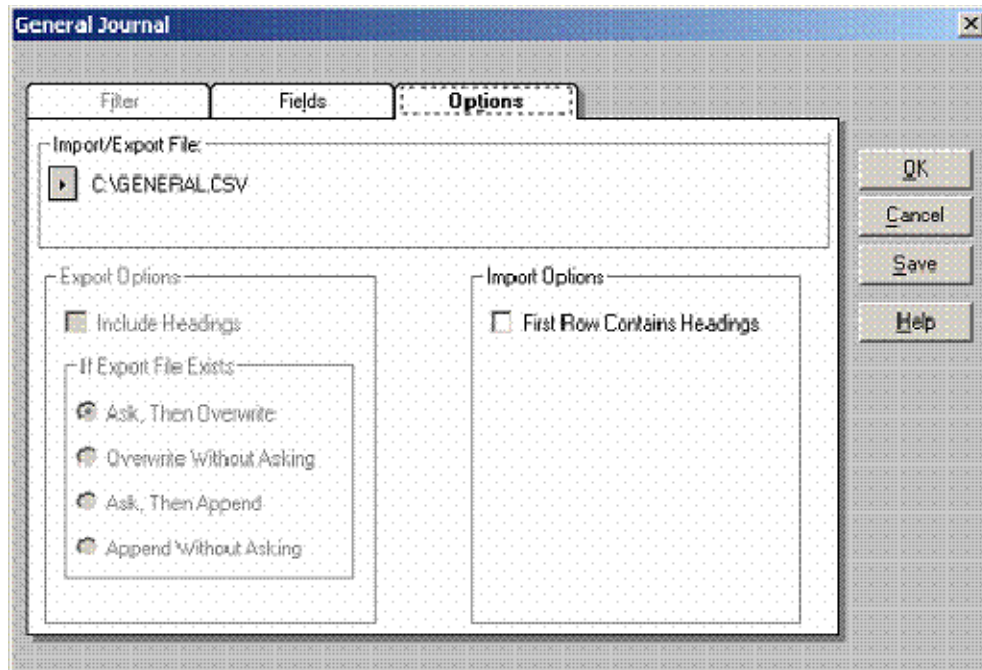 General Journal
Filter
Fields
Options
Import/Export File:
C:\GENERAL.CSV
OK
Cancel
Save
Help
Export Options
Include Headings
If Export File Exists
Ask, Then Overwrite
Overwrite Without Asking
Ask, Then Append
Append Without Asking
Import Options
First Row Contains Headings